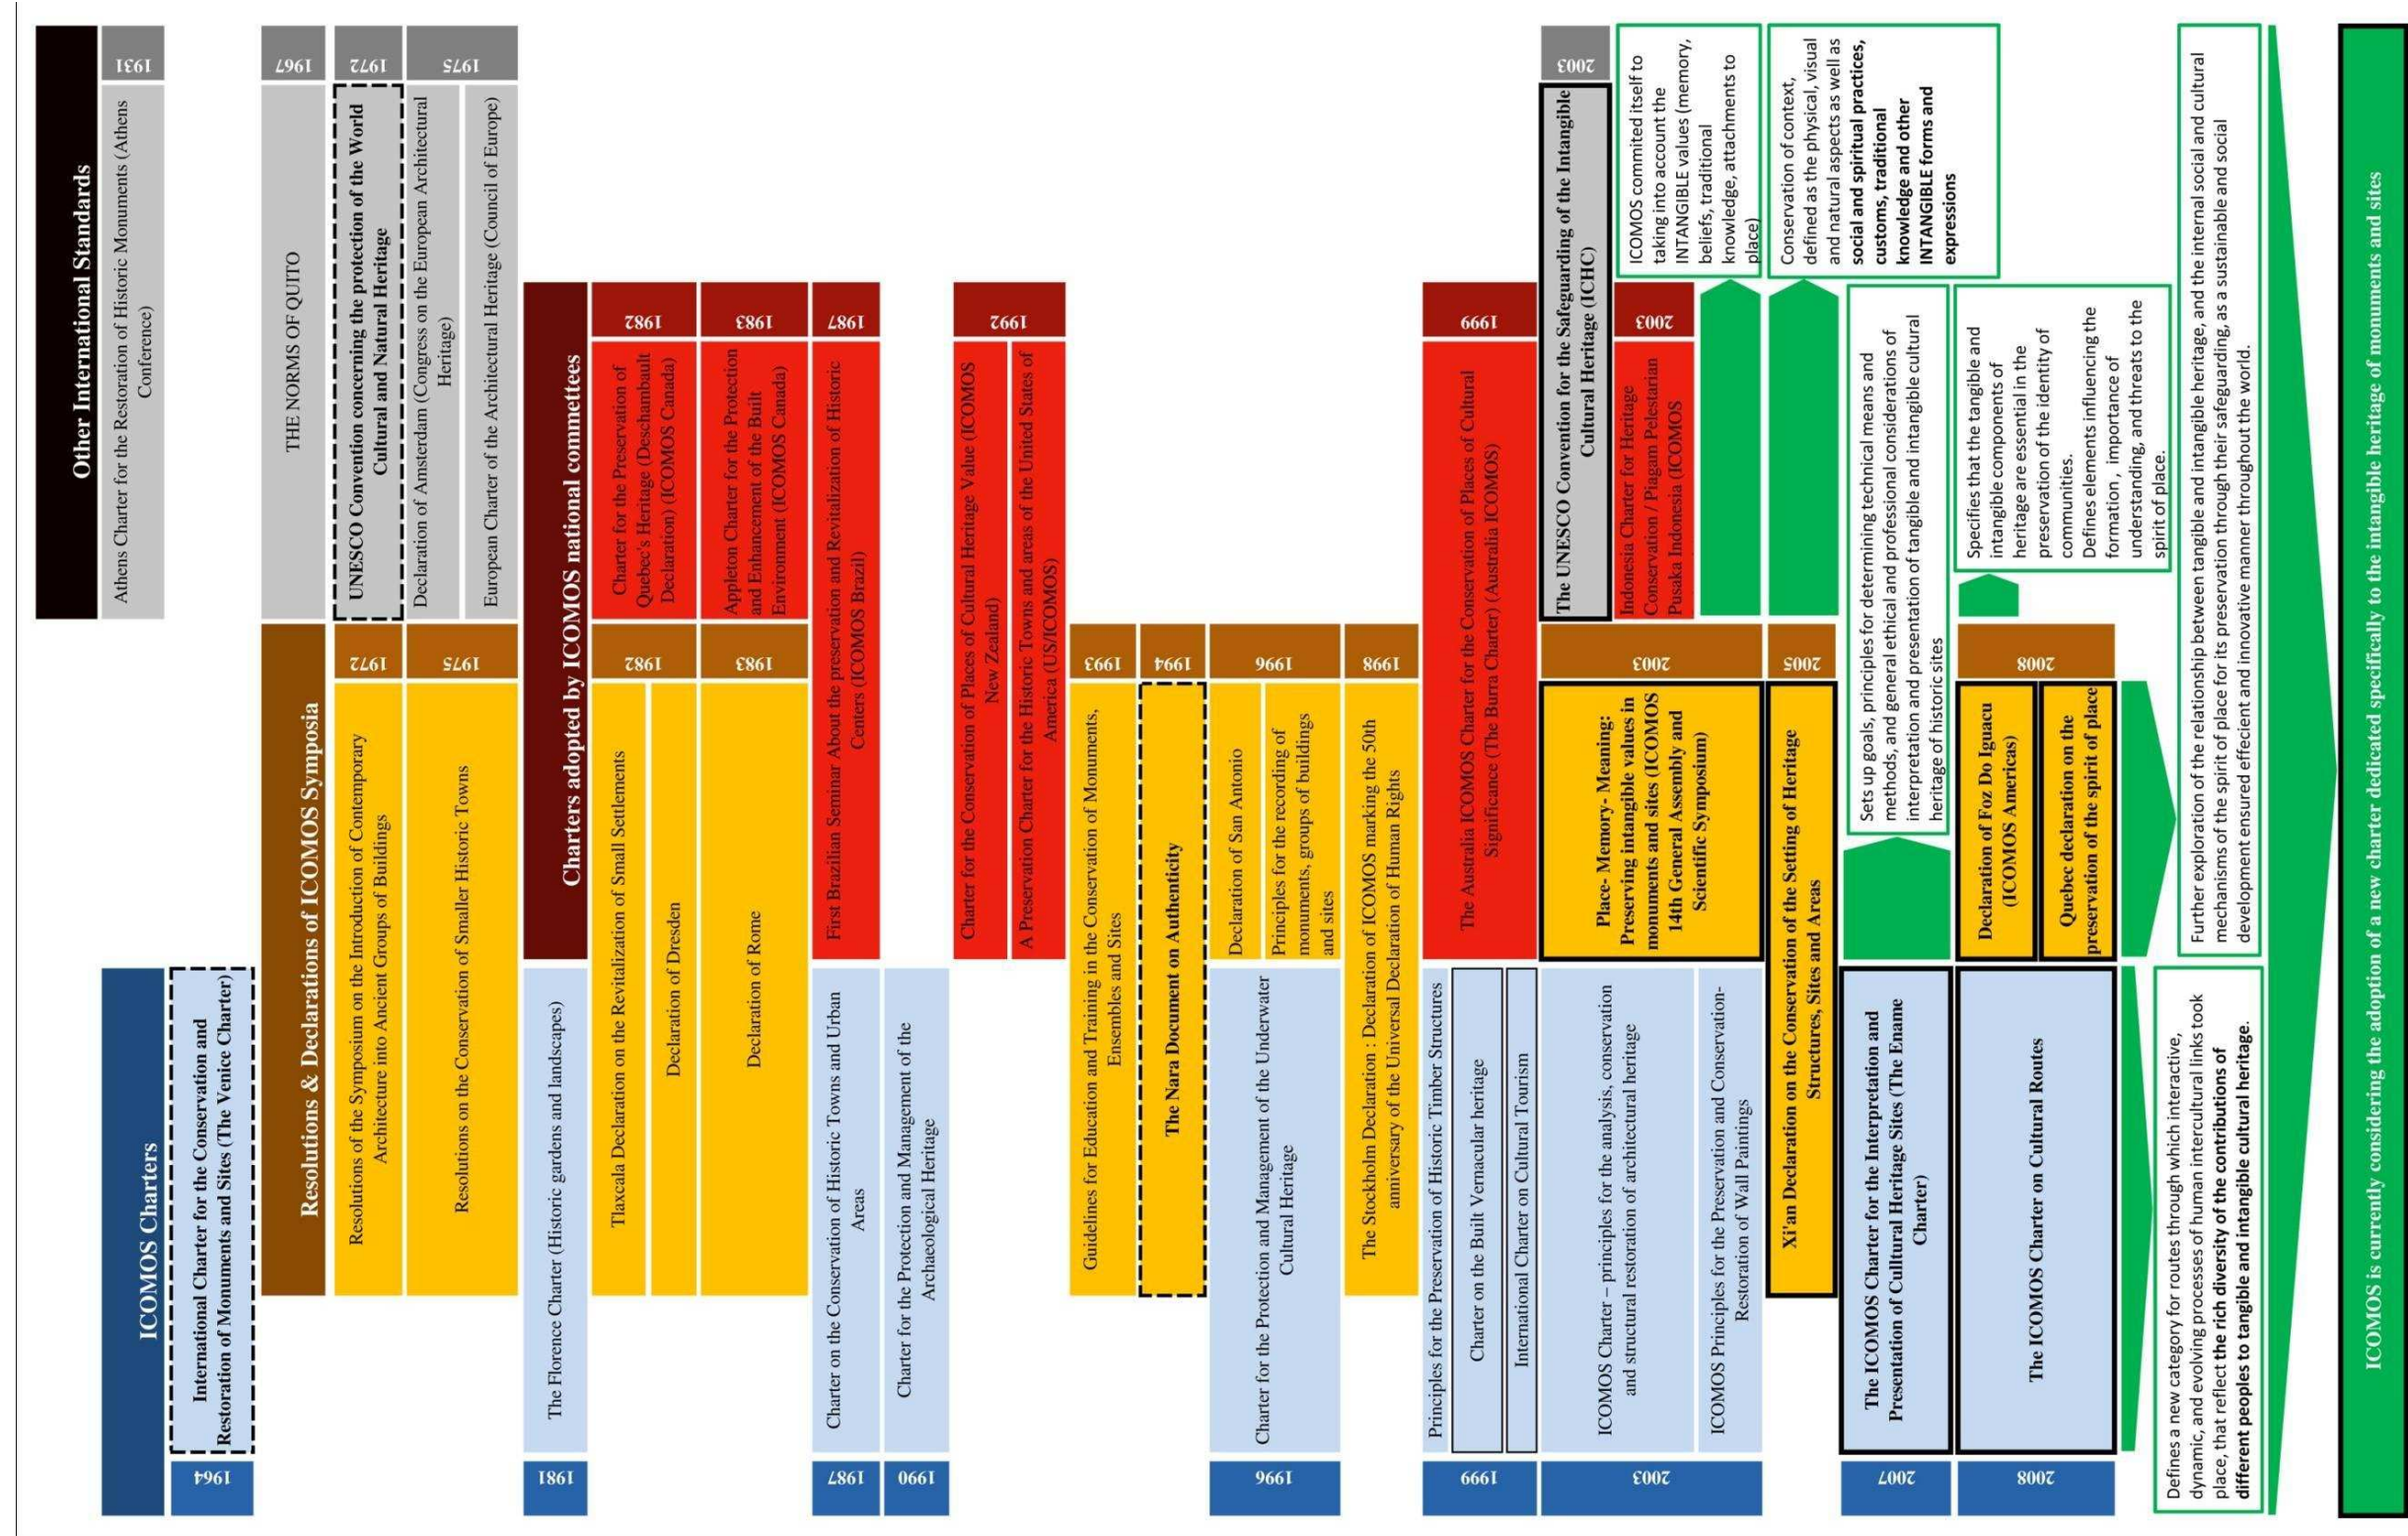 Other International Standards
ICOMOS Charters
Athens Charter for the Restoration of Historic Monuments (Athens
Conference)
1931
1964
International Charter for the Conservation and
Restoration of Monuments and Sites (The Venice Charter)
Resolutions & Declarations of ICOMOS Symposia
THE NORMS OF QUITO
1967
Resolutions of the Symposium on the Introduction of Contemporary
Architecture into Ancient Groups of Buildings
1972
UNESCO Convention concerning the protection of the World
Cultural and Natural Heritage
1972
Resolutions on the Conservation of Smaller Historic Towns
1975
Declaration of Amsterdam (Congress on the European Architectural
Heritage)
European Charter of the Architectural Heritage (Council of Europe)
1975
1981
The Florence Charter (Historic gardens and landscapes)
Charters adopted by ICOMOS national commettees
Tlaxcala Declaration on the Revitalization of Small Settlements
Declaration of Dresden
1982
Charter for the Preservation of
Quebec's Heritage (Deschambault
Declaration) (ICOMOS Canada)
1982
Declaration of Rome
1983
Appleton Charter for the Protection
and Enhancement of the Built
Environment (ICOMOS Canada)
1983
1987
Charter on the Conservation of Historic Towns and Urban
Areas
First Brazilian Seminar About the preservation and Revitalization of Historic
Centers (ICOMOS Brazil)
1987
1990
Charter for the Protection and Management of the
Archaeological Heritage
Charter for the Conservation of Places of Cultural Heritage Value (ICOMOS
New Zealand)
A Preservation Charter for the Historic Towns and areas of the United States of
America (US/ICOMOS)
1992
Guidelines for Education and Training in the Conservation of Monuments,
Ensembles and Sites
1993
The Nara Document on Authenticity
1994
1996
Charter for the Protection and Management of the Underwater
Cultural Heritage
Declaration of San Antonio
Principles for the recording of
monuments, groups of buildings
and sites
1996
The Stockholm Declaration : Declaration of ICOMOS marking the 50th
anniversary of the Universal Declaration of Human Rights
1998
1999
Principles for the Preservation of Historic Timber Structures
Charter on the Built Vernacular heritage
International Charter on Cultural Tourism
The Australia ICOMOS Charter for the Conservation of Places of Cultural
Significance (The Burra Charter) (Australia ICOMOS)
1999
2003
ICOMOS Charter – principles for the analysis, conservation
and structural restoration of architectural heritage
ICOMOS Principles for the Preservation and Conservation-
Restoration of Wall Paintings
Place- Memory- Meaning:
Preserving intangible values in
monuments and sites (ICOMOS
14th General Assembly and
Scientific Symposium)
2003
The UNESCO Convention for the Safeguarding of the Intangible
Cultural Heritage (ICHC)
2003
Indonesia Charter for Heritage
Conservation / Piagam Pelestarian
Pusaka Indonesia (ICOMOS
2003
ICOMOS commited itself to
taking into account the
INTANGIBLE values (memory,
beliefs, traditional
knowledge, attachments to
place)
Xi'an Declaration on the Conservation of the Setting of Heritage
Structures, Sites and Areas
2005
Conservation of context,
defined as the physical, visual
and natural aspects as well as
social and spiritual practices,
customs, traditional
knowledge and other
INTANGIBLE forms and
expressions
2007
The ICOMOS Charter for the Interpretation and
Presentation of Cultural Heritage Sites (The Ename
Charter)
Sets up goals, principles for determining technical means and
methods, and general ethical and professional considerations of
interpretation and presentation of tangible and intangible cultural
heritage of historic sites
2008
The ICOMOS Charter on Cultural Routes
Declaration of Foz Do Iguacu
(ICOMOS Americas)
Quebec declaration on the
preservation of the spirit of place
2008
Specifies that the tangible and
intangible components of
heritage are essential in the
preservation of the identity of
communities.
Defines elements influencing the
formation , importance of
understanding, and threats to the
spirit of place.
Defines a new category for routes through which interactive,
dynamic, and evolving processes of human intercultural links took
place, that reflect the rich diversity of the contributions of
different peoples to tangible and intangible cultural heritage.
Further exploration of the relationship between tangible and intangible heritage, and the internal social and cultural
mechanisms of the spirit of place for its preservation through their safeguarding, as a sustainable and social
development ensured effecient and innovative manner throughout the world.
ICOMOS is currently considering the adoption of a new charter dedicated specifically to the intangible heritage of monuments and sites